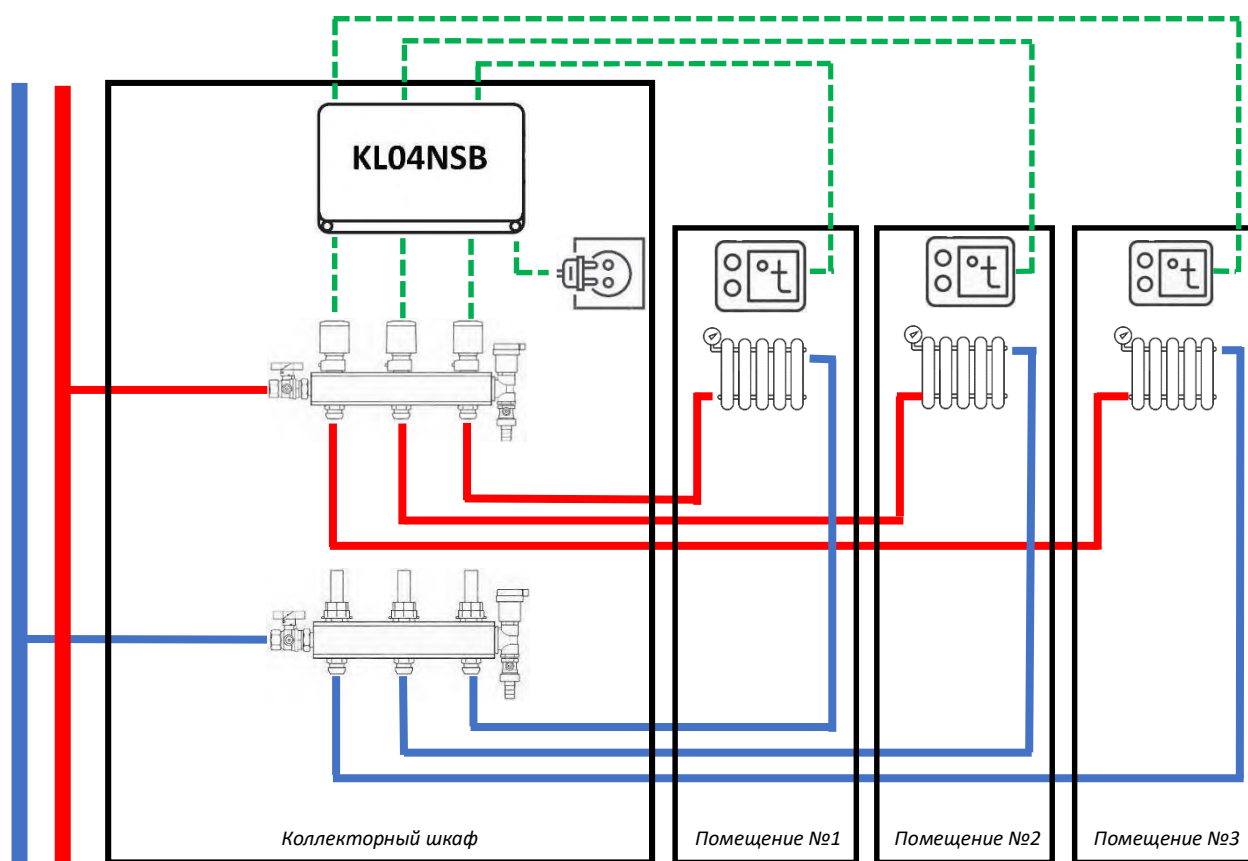 KL04NSB
°t
°t
°t
Коллекторный шкаф
Помещение №1
Помещение №2
Помещение №3